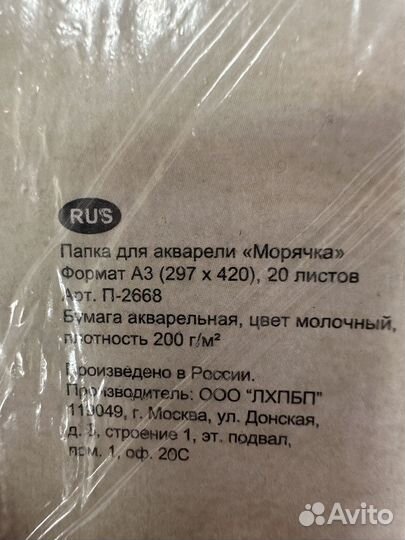 RUS
Папка для акварели «Морячка»
Формат А3 (297 х 420), 20 листов
Арт. П-2668
Бумага акварельная, цвет молочный,
плотность 200 г/м²
Произведено в России.
Производитель: ООО "ЛХПБП"
119049, г. Москва, ул. Донская,
д. строение 1, эт. подвал,
пом. 1, оф. 20С
Avito